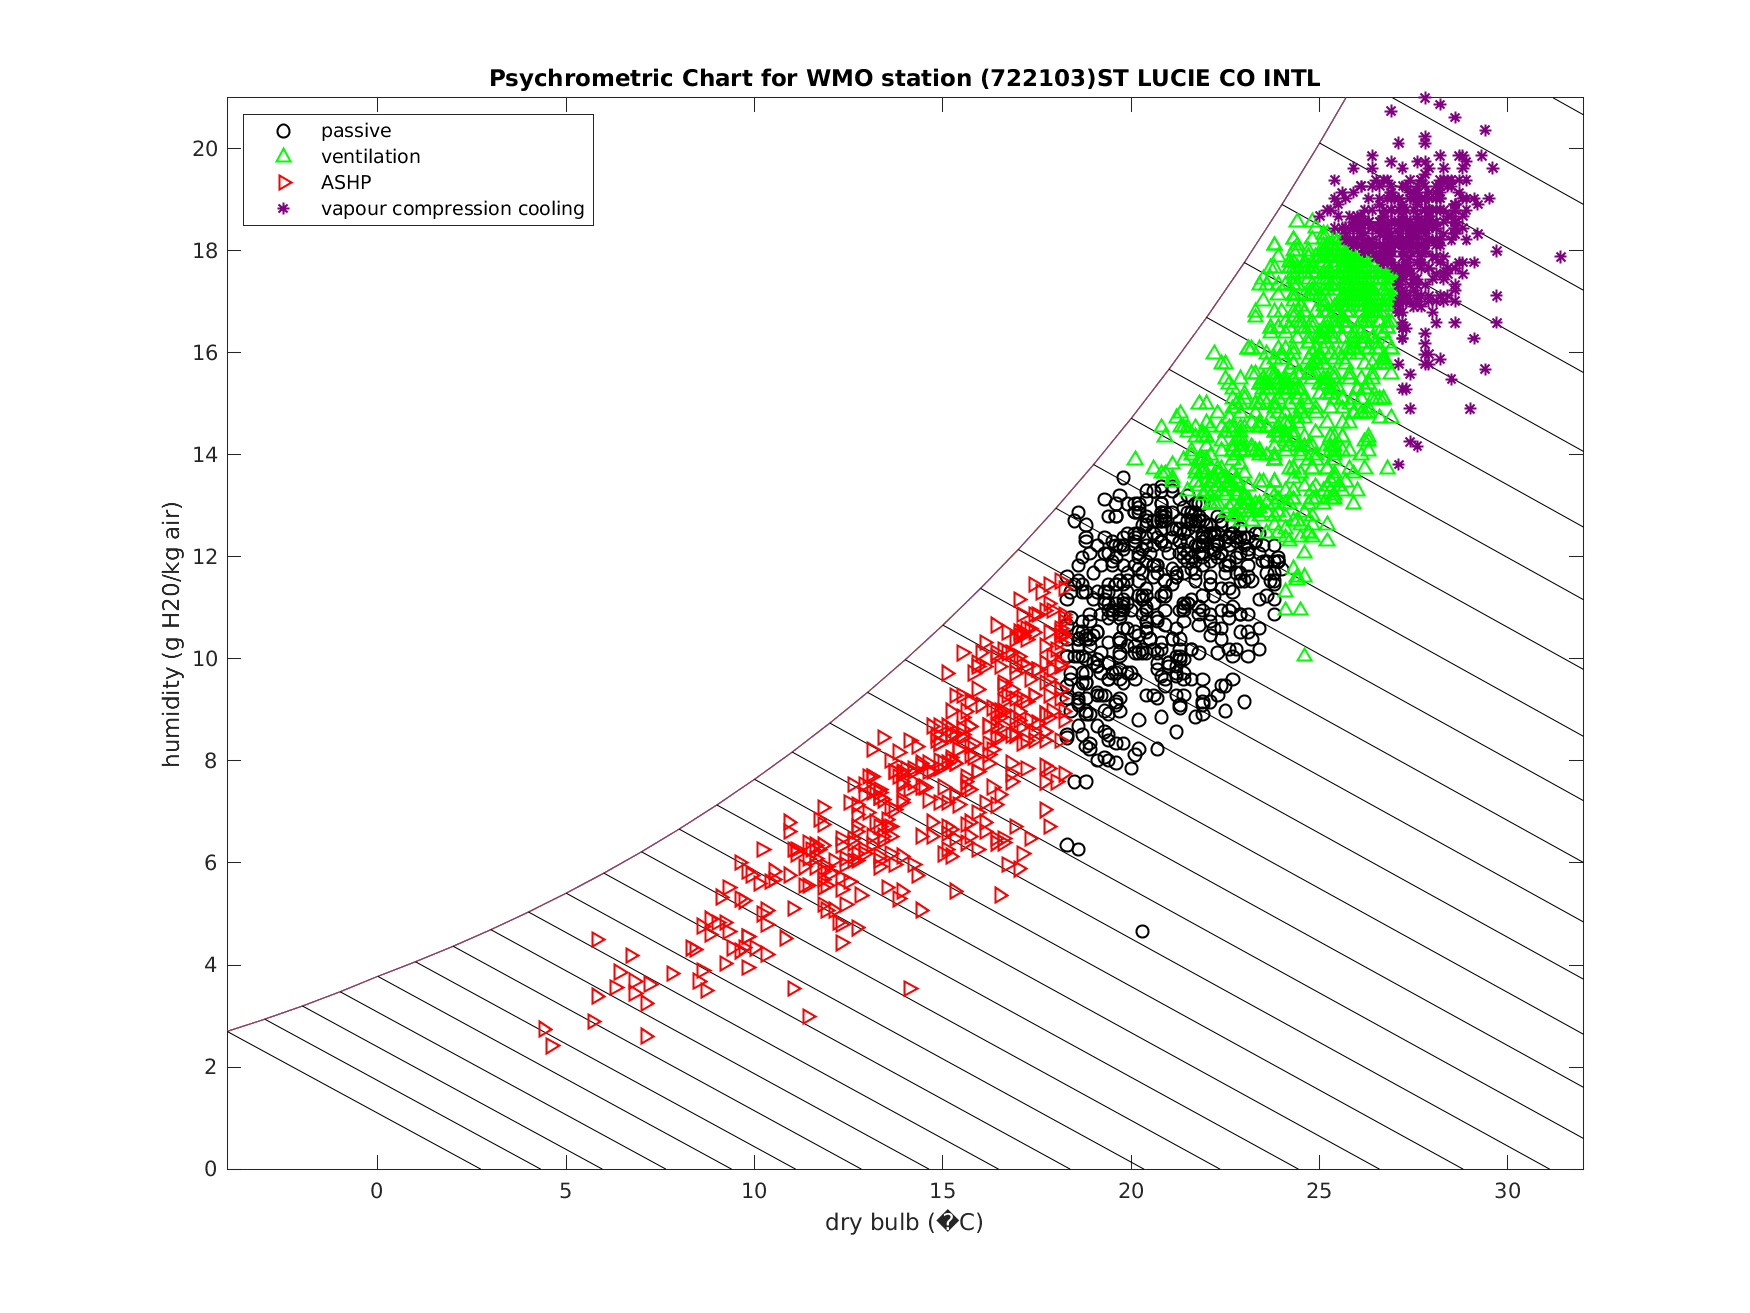 Psychrometric Chart for WMO station (722103)ST LUCIE CO INTL
passive
ventilation
ASHP
vapour compression cooling
humidity (g H20/kg air)
20
18
16
14
12
10
8
6
4
2
0
0 5 10 15 20 25 30
dry bulb (�C)